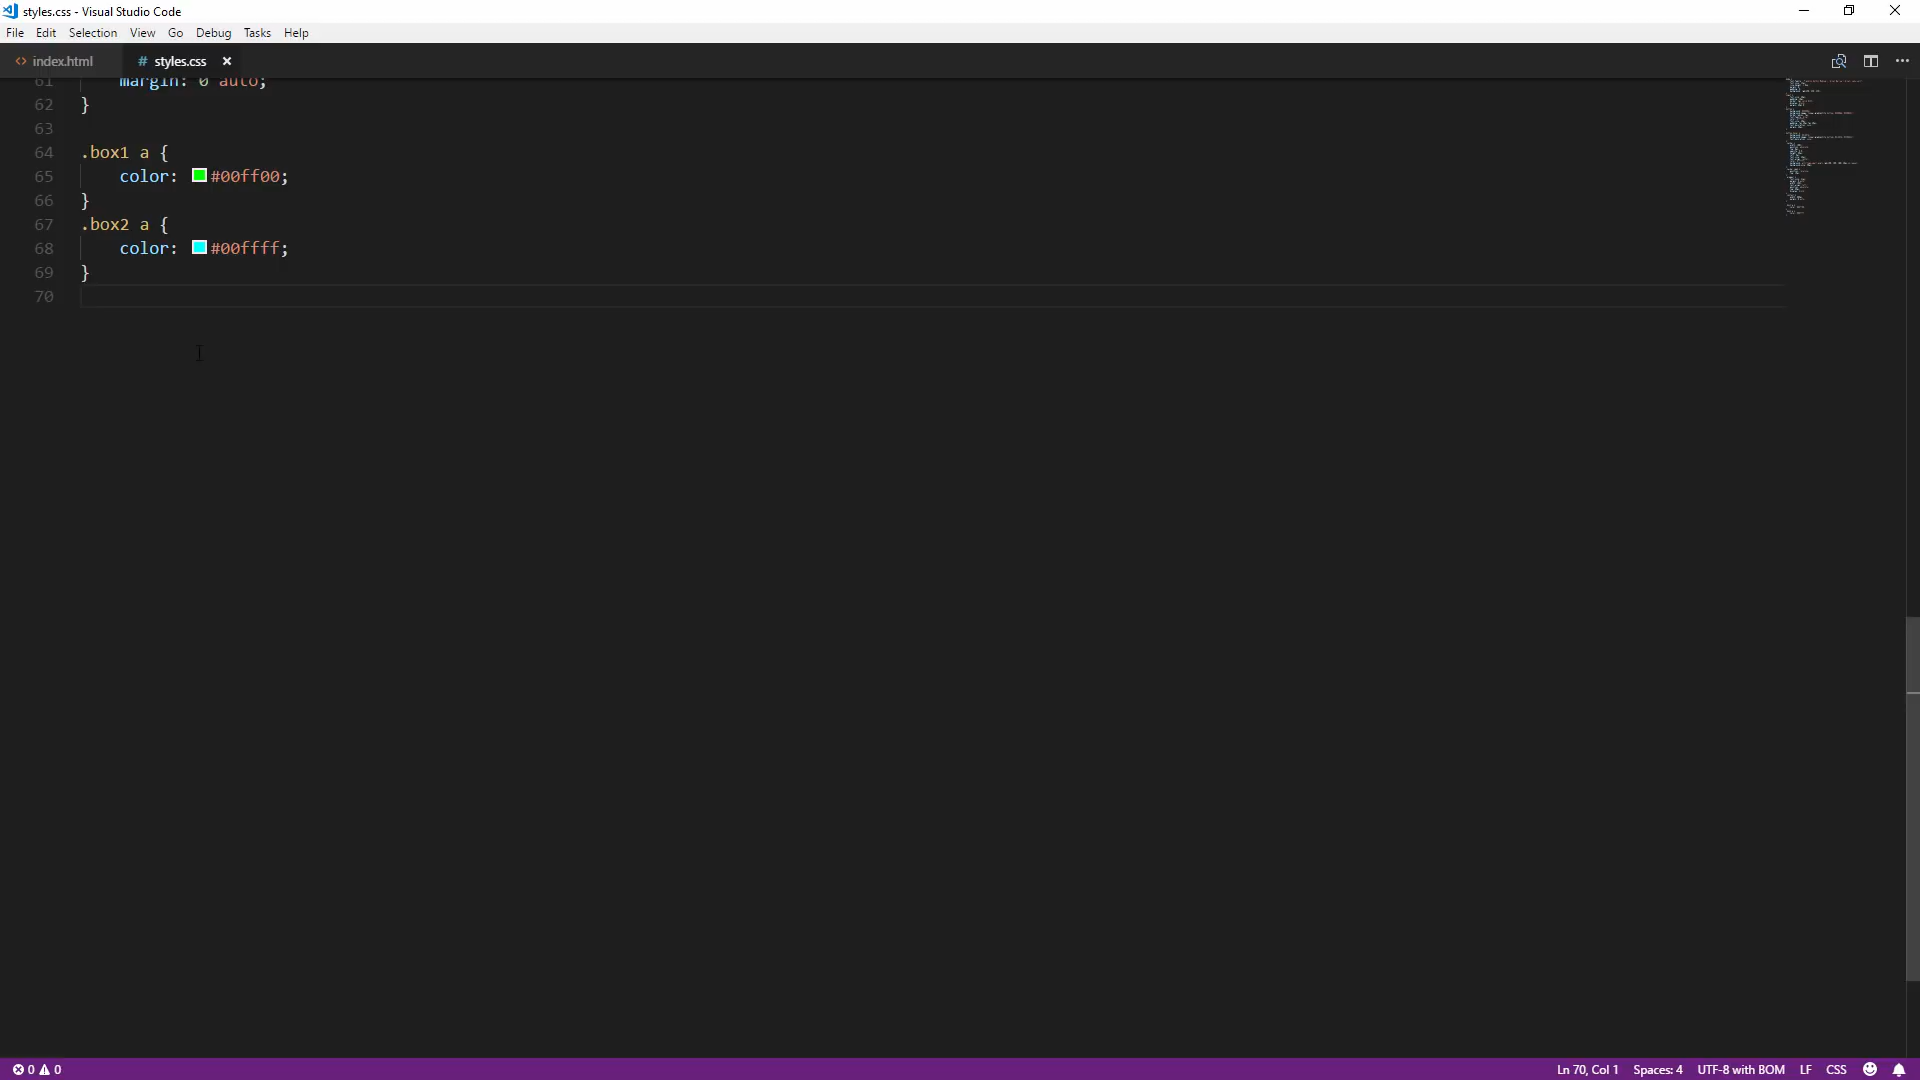 styles.css - Visual Studio Code
File Edit Selection View Go Debug Tasks Help
<> index.html # styles.css ×
61 margin: 0 auto;
62 }
63
64 .box1 a {
65 color: #00ff00;
66 }
67 .box2 a {
68 color: #00ffff;
69 }
70
0 0 Ln 70, Col 1 Spaces: 4 UTF-8 with BOM LF CSS